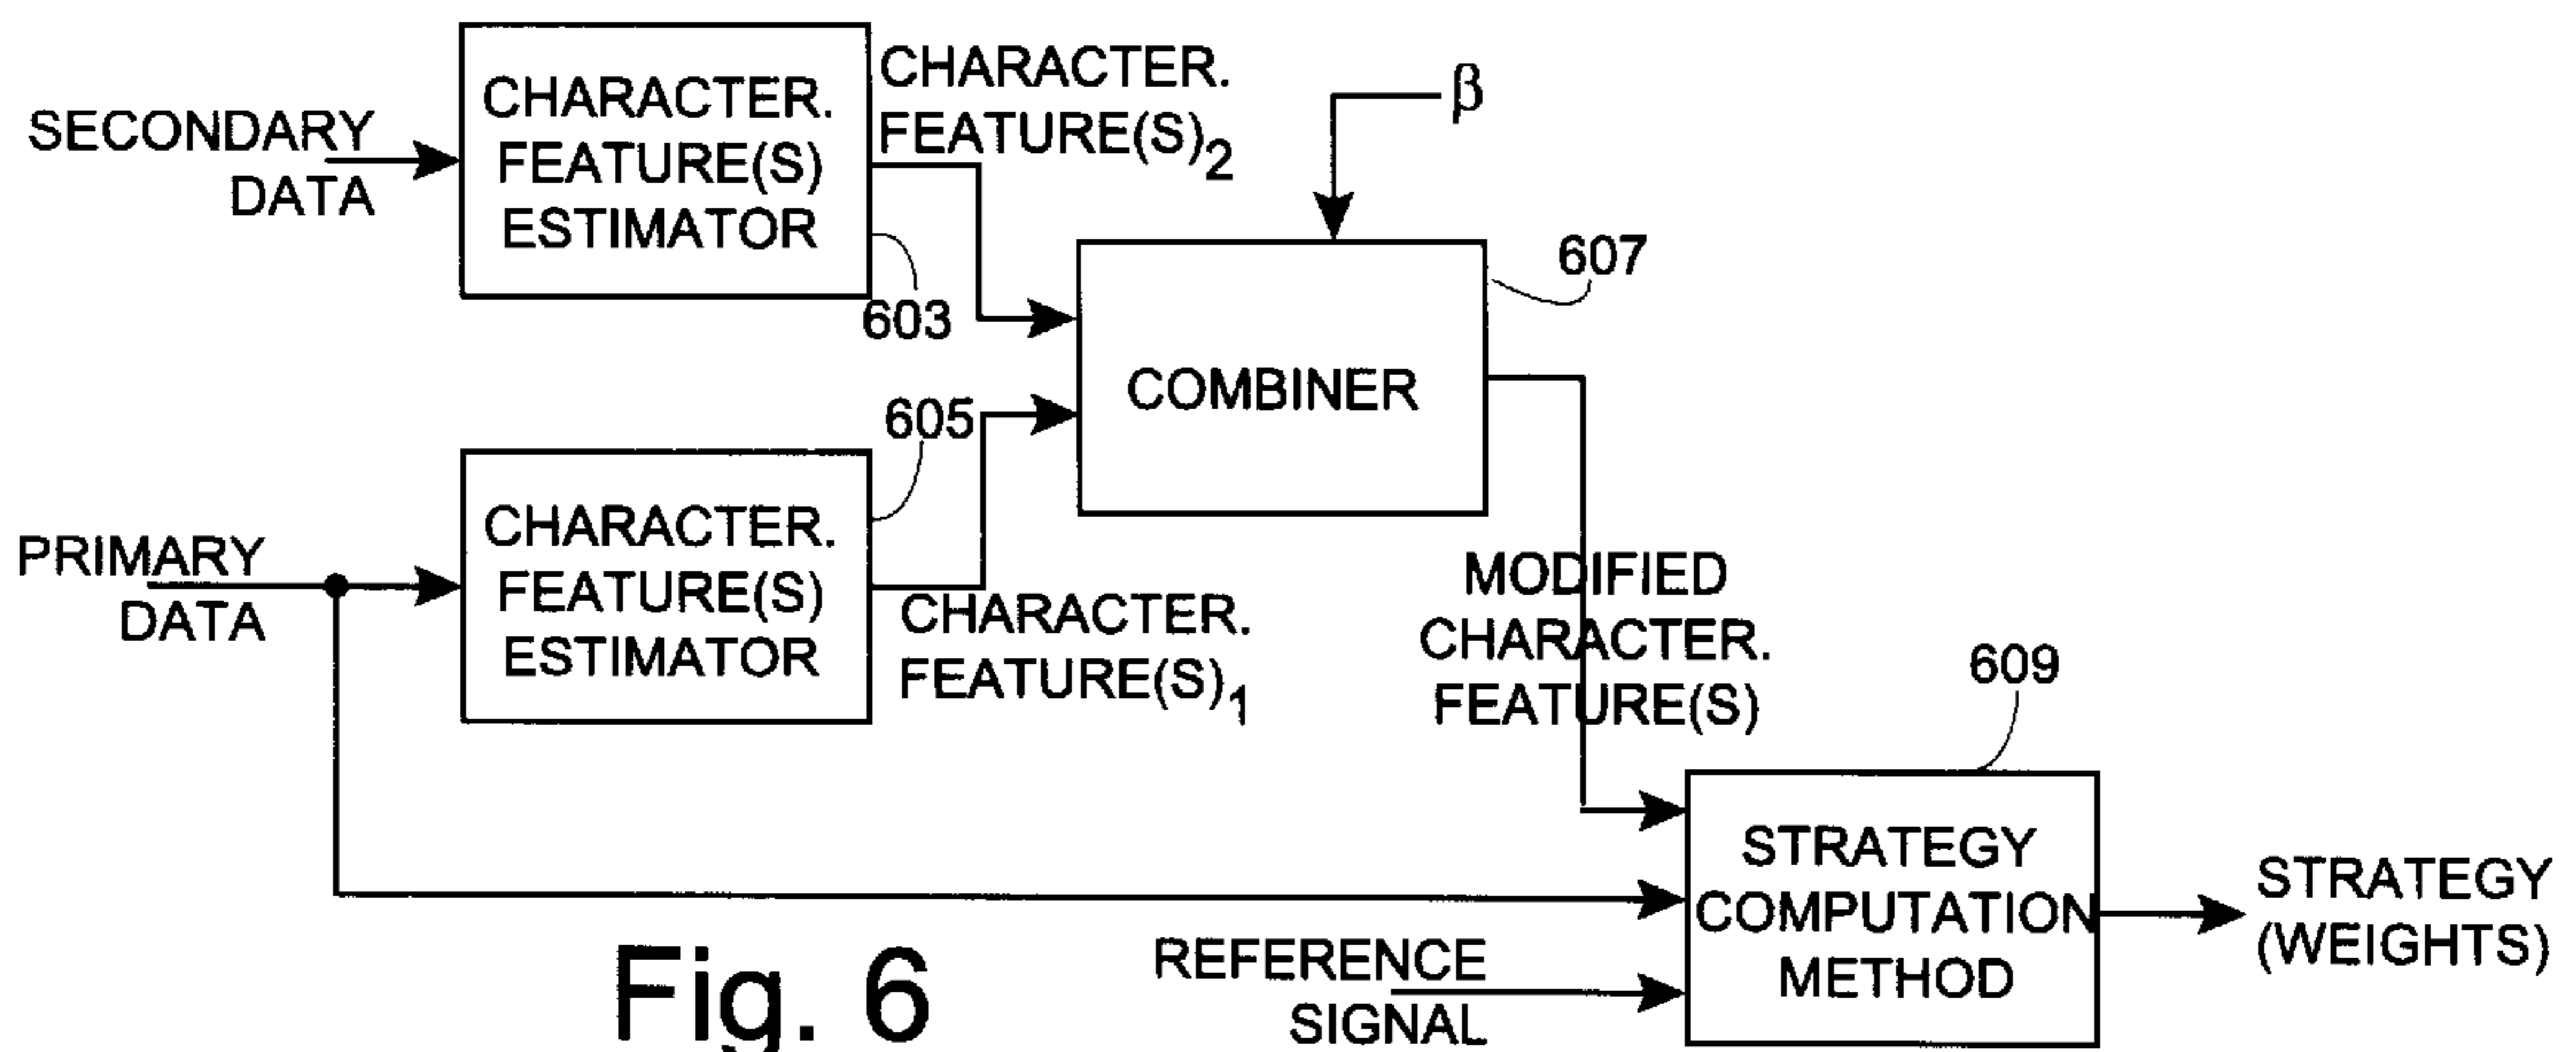 SECONDARY
DATA
CHARACTER.
FEATURE(S)
ESTIMATOR
603
CHARACTER.
FEATURE(S)2
β
607
COMBINER
PRIMARY
DATA
605
CHARACTER.
FEATURE(S)
ESTIMATOR
CHARACTER.
FEATURE(S)1
MODIFIED
CHARACTER.
FEATURE(S)
609
STRATEGY
COMPUTATION
METHOD
REFERENCE
SIGNAL
STRATEGY
(WEIGHTS)
Fig. 6